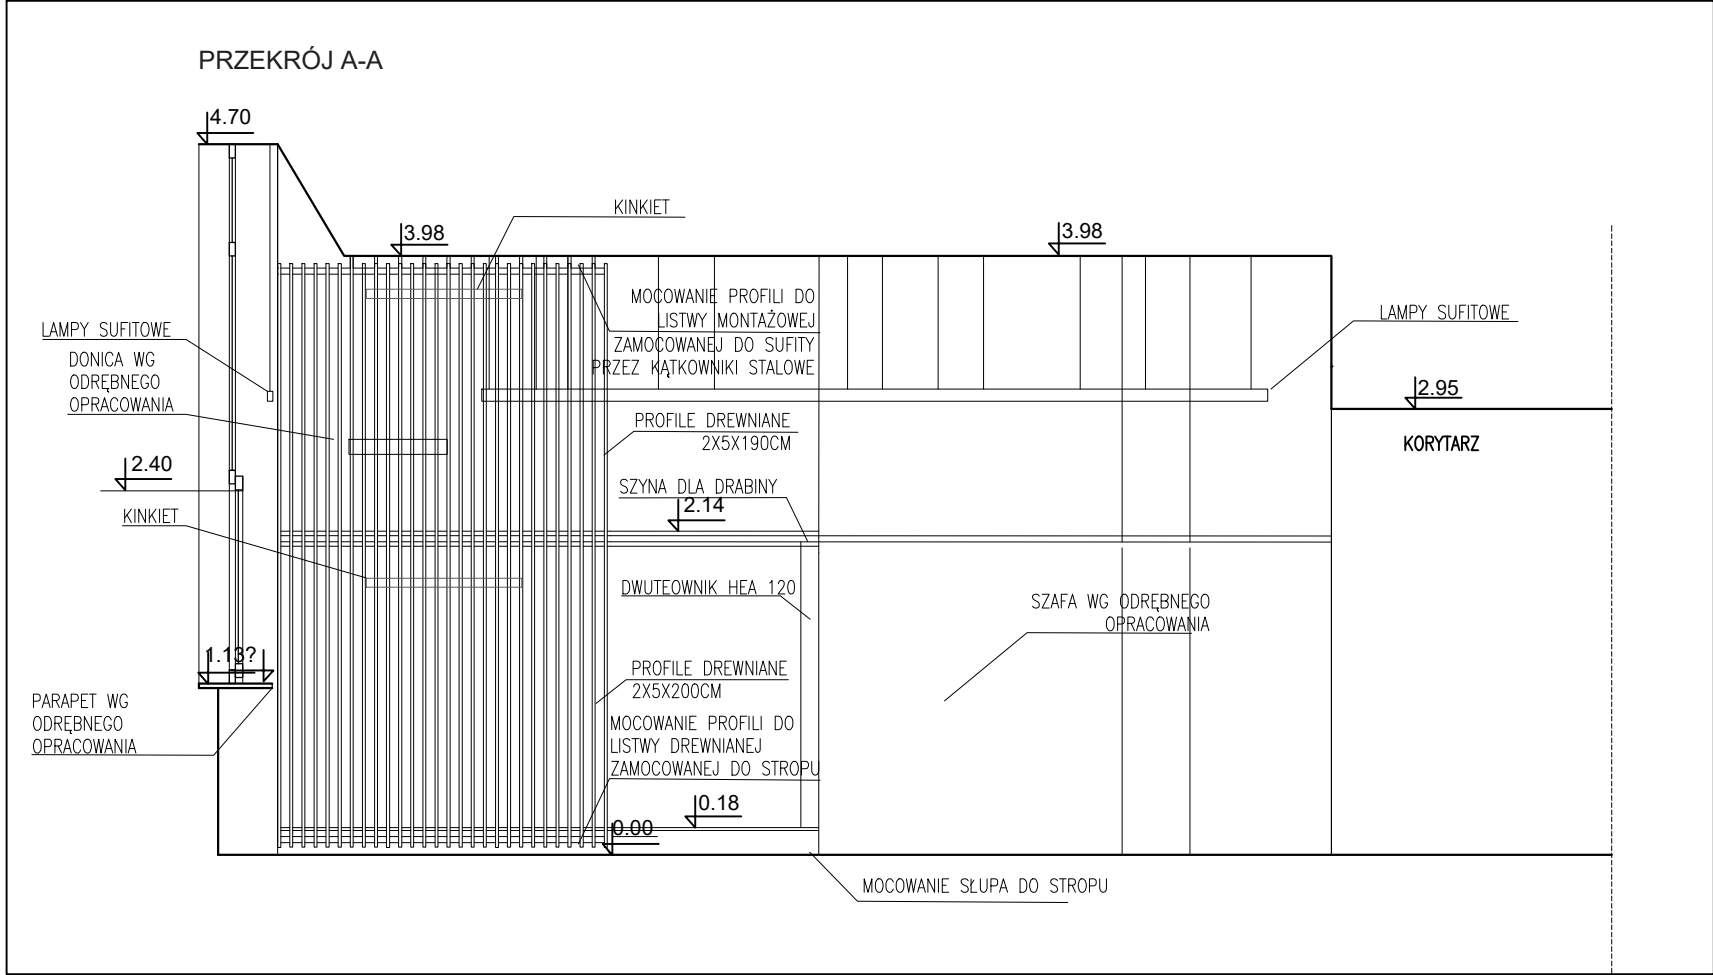 PRZEKRÓJ A-A
4.70
KINKIET
3.98
3.98
MOCOWANIE PROFILI DO
LISTWY MONTAŻOWEJ
ZAMOCOWANEJ DO SUFITY
PRZEZ KĄTKOWNIKI STALOWE
LAMPY SUFITOWE
LAMPY SUFITOWE
DONICA WG
ODRĘBNEGO
OPRACOWANIA
2.95
KORYTARZ
PROFILE DREWNIANE
2X5X190CM
2.40
SZYNA DLA DRABINY
2.14
KINKIET
DWUTEOWNIK HEA 120
SZAFA WG ODRĘBNEGO
OPRACOWANIA
1.13?
PROFILE DREWNIANE
2X5X200CM
PARAPET WG
ODRĘBNEGO
OPRACOWANIA
MOCOWANIE PROFILI DO
LISTWY DREWNIANEJ
ZAMOCOWANEJ DO STROPU
0.18
0.00
MOCOWANIE SŁUPA DO STROPU